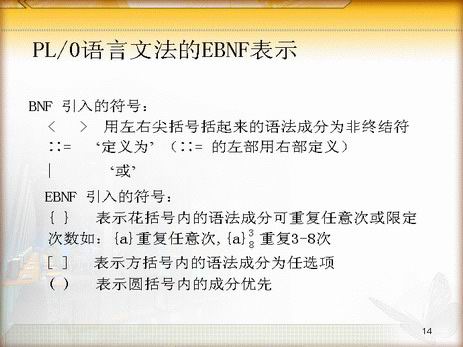 PL/0语言文法的EBNF表示
BNF 引入的符号:
< > 用左右尖括号括起来的语法成分为非终结符
::= ‘定义为’（::= 的左部用右部定义）
| ‘或’
EBNF 引入的符号:
{ } 表示花括号内的语法成分可重复任意次或限定
次数如: {a}重复任意次,{a}³₈ 重复3-8次
[ ] 表示方括号内的语法成分为任选项
( ) 表示圆括号内的成分优先
14